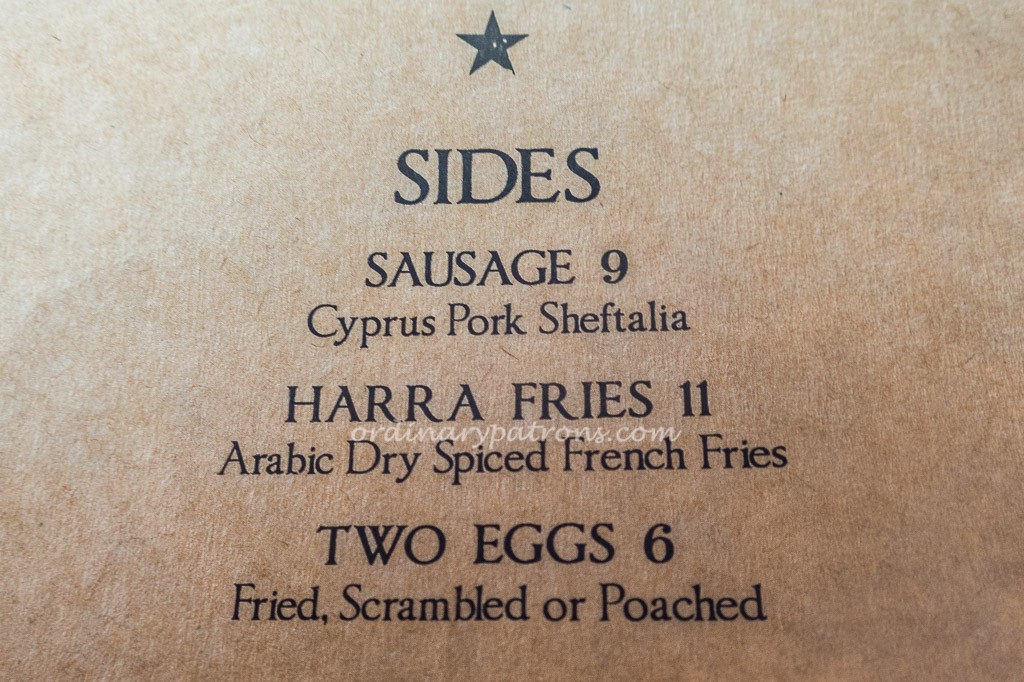 SIDES
SAUSAGE 9
Cyprus Pork Sheftalia
HARRA FRIES 11
ordinarypatrons.com
Arabic Dry Spiced French Fries
TWO EGGS 6
Fried, Scrambled or Poached